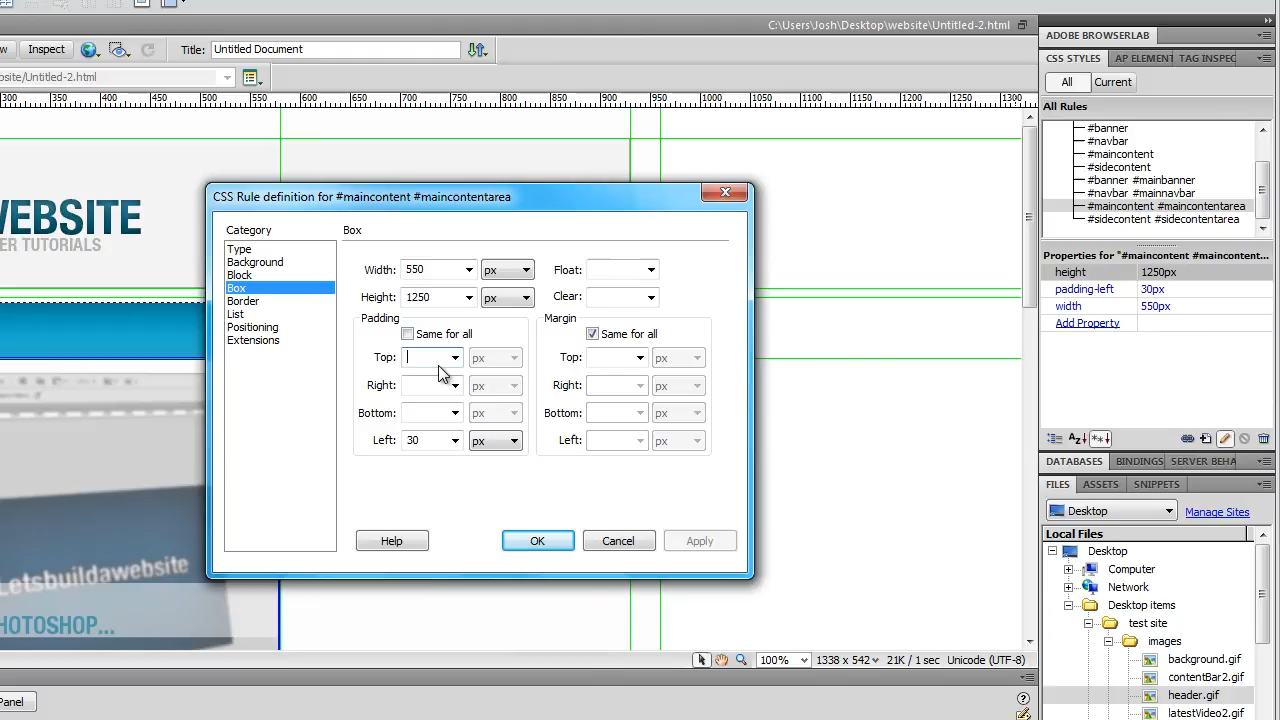 C:\Users\Josh\Desktop\website\Untitled-2.html
Inspect
Title: Untitled Document
site/Untitled-2.html
300 350 400 450 500 550 600 650 700 750 800 850 900 950 1000 1050 1100 1150 1200 1250 1300
WEBSITE
ER TUTORIALS
Letsbuildawebsite
HOTOSHOP...
CSS Rule definition for #maincontent #maincontentarea
Category
Type
Background
Block
Box
Border
List
Positioning
Extensions
Box
Width: 550 px Float:
Height: 1250 px Clear:
Padding Margin
Same for all Same for all
Top: px Top: px
Right: px Right: px
Bottom: px Bottom: px
Left: 30 px Left: px
Help OK Cancel Apply
100% 1338 x 542 21K / 1 sec Unicode (UTF-8)
Panel
ADOBE BROWSERLAB
CSS STYLES AP ELEMENT TAG INSPEC
All Current
All Rules
#banner
#navbar
#maincontent
#sidecontent
#banner #mainbanner
#navbar #mainnavbar
#maincontent #maincontentarea
#sidecontent #sidecontentarea
Properties for "#maincontent #maincontent...
height 1250px
padding-left 30px
width 550px
Add Property
DATABASES BINDINGS SERVER BEHA
FILES ASSETS SNIPPETS
Desktop Manage Sites
Local Files
Desktop
Computer
Network
Desktop items
test site
images
background.gif
contentBar2.gif
header.gif
latestVideo2.gif